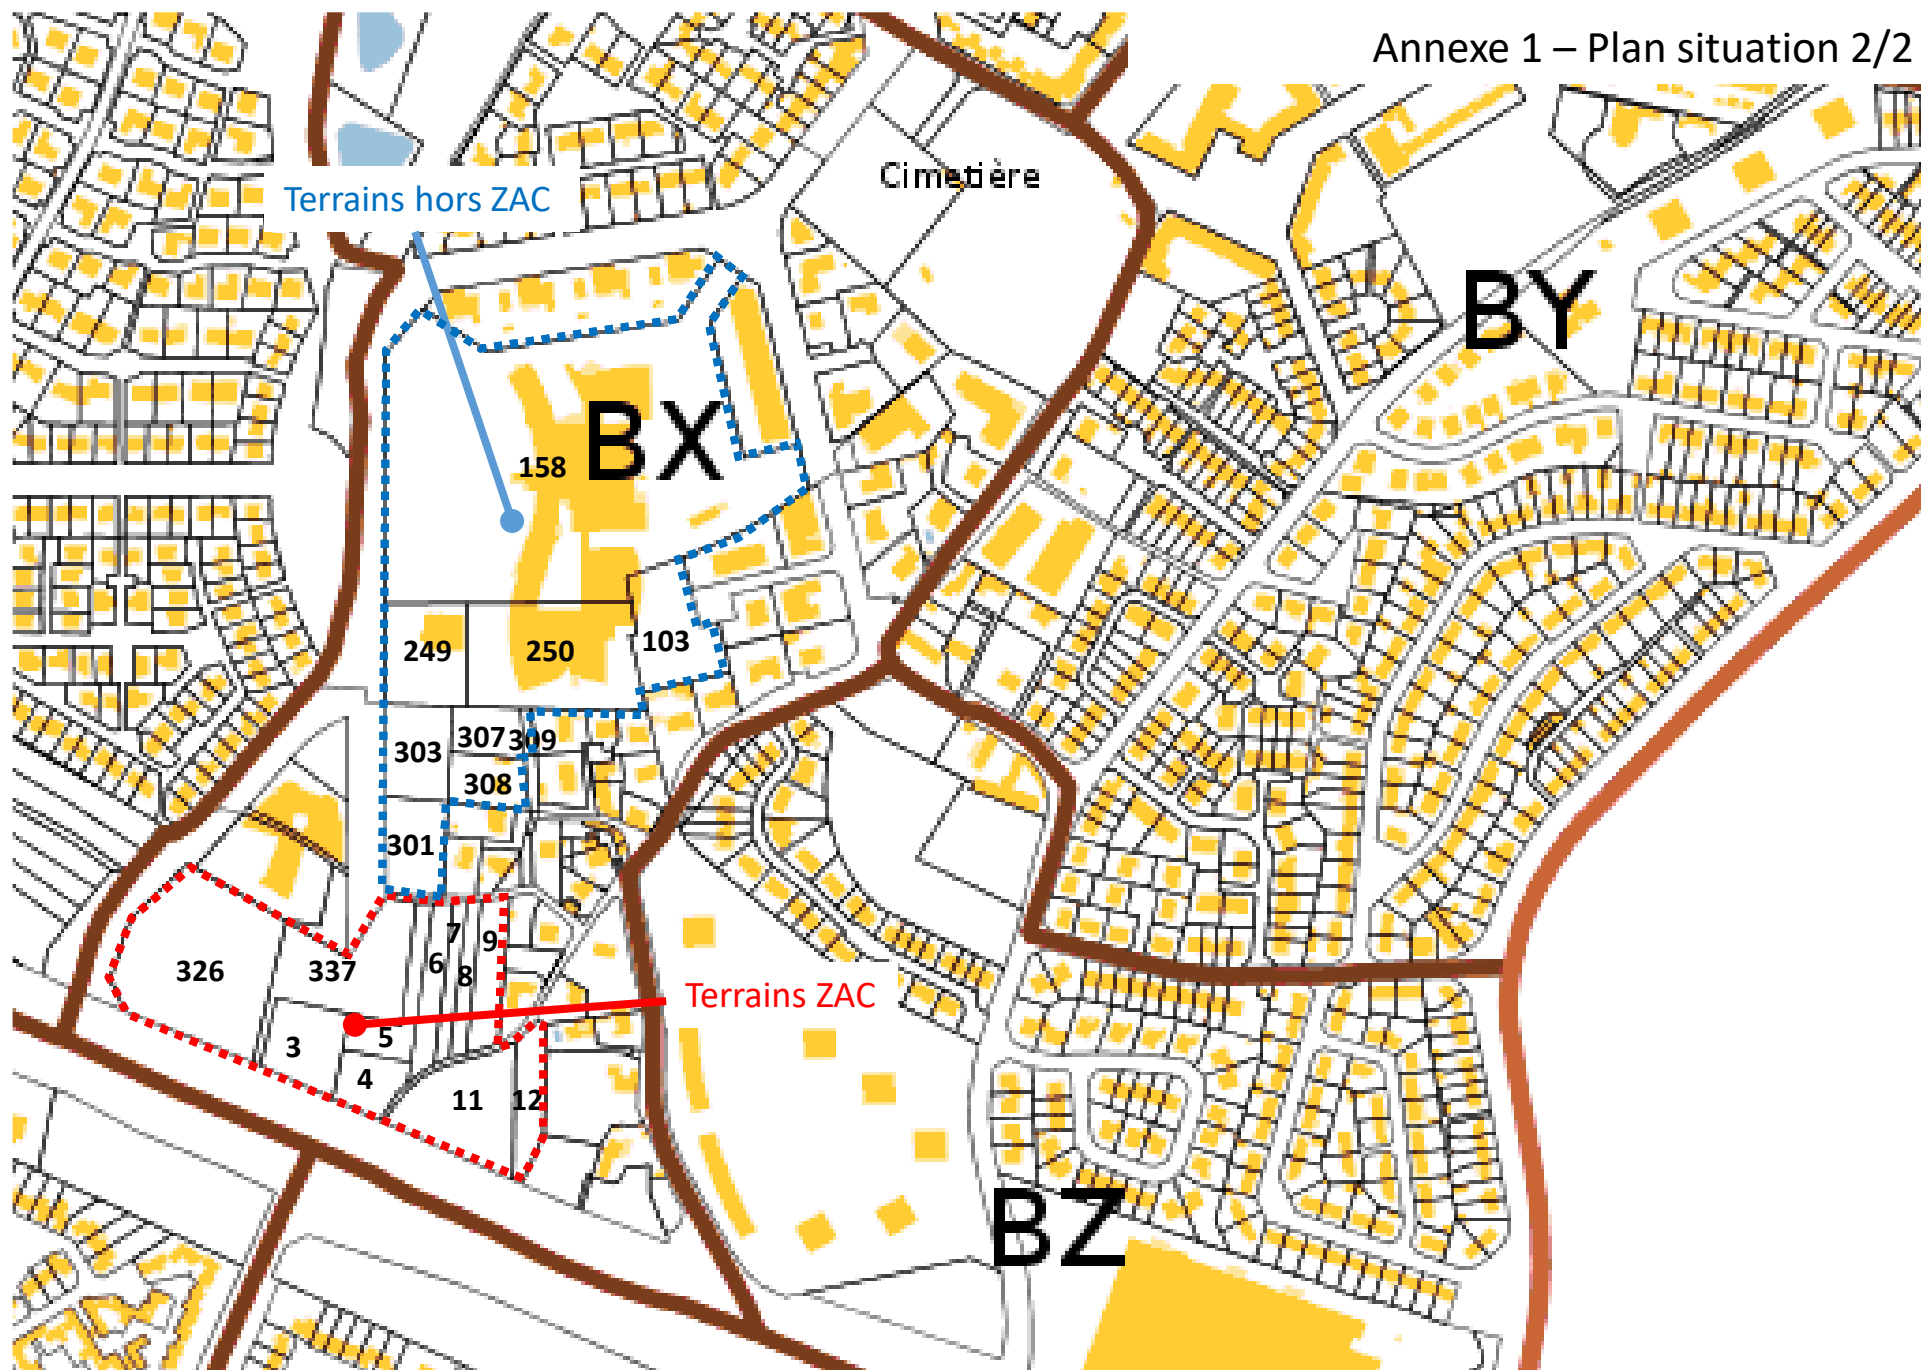 Annexe 1 – Plan situation 2/2
Cimetière
Terrains hors ZAC
BY
BX
158
249
250
103
303
307
309
308
301
7
9
6
8
326
337
Terrains ZAC
3
5
4
11
12
BZ